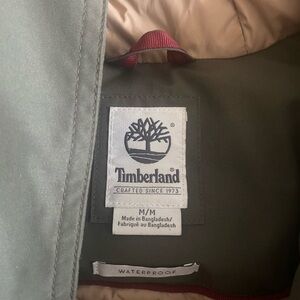 ®
Timberland
CRAFTED SINCE 1973
M/M
Made in Bangladesh/
Fabriqué au Bangladesh
WATERPROOF